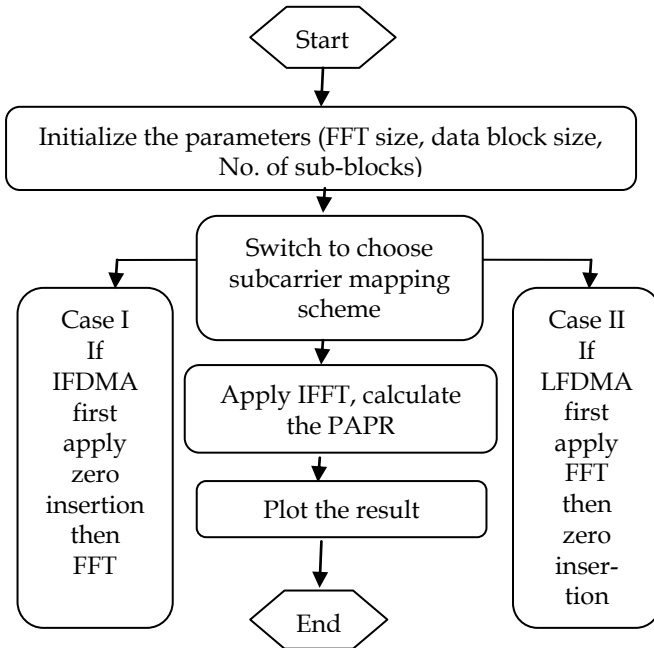 Start
Initialize the parameters (FFT size, data block size,
No. of sub-blocks)
Switch to choose
subcarrier mapping
scheme
Case I
If
IFDMA
first
apply
zero
insertion
then
FFT
Apply IFFT, calculate
the PAPR
Plot the result
End
Case II
If
LFDMA
first
apply
FFT
then
zero
inser-
tion